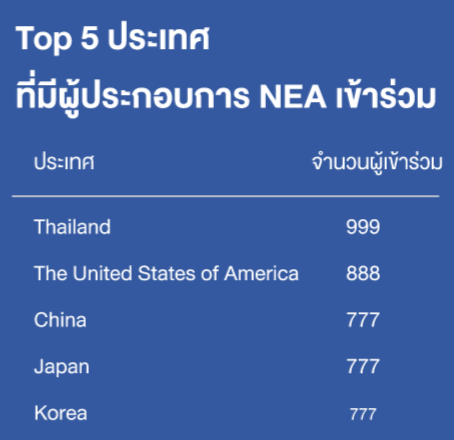 Top 5 ประเทศ
ที่มีผู้ประกอบการ NEA เข้าร่วม
ประเทศ จำนวนผู้เข้าร่วม
Thailand 999
The United States of America 888
China 777
Japan 777
Korea 777